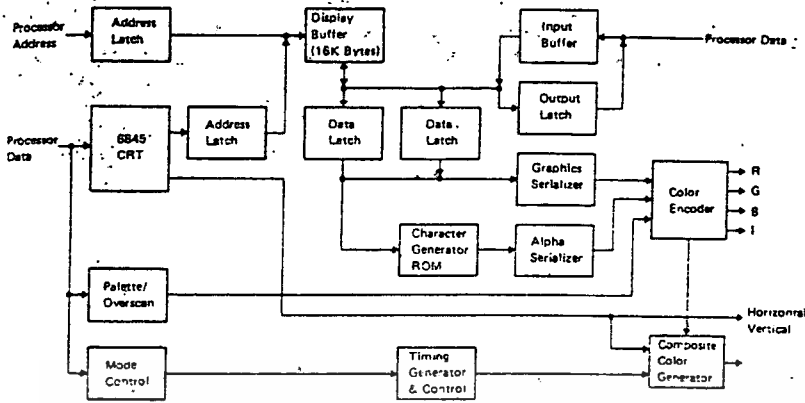 Processor
Address
Address
Latch
Display
Buffer
(16K Bytes)
Input
Buffer
Processor Data
Output
Latch
Processor
Data
6845
CRT
Address
Latch
Data
Latch
Data
Latch
Graphics
Serializer
Color
Encoder
R
G
B
I
Character
Generator
ROM
Alpha
Serializer
Palette/
Overscan
Horizontal
Vertical
Mode
Control
Timing
Generator
& Control
Composite
Color
Generator